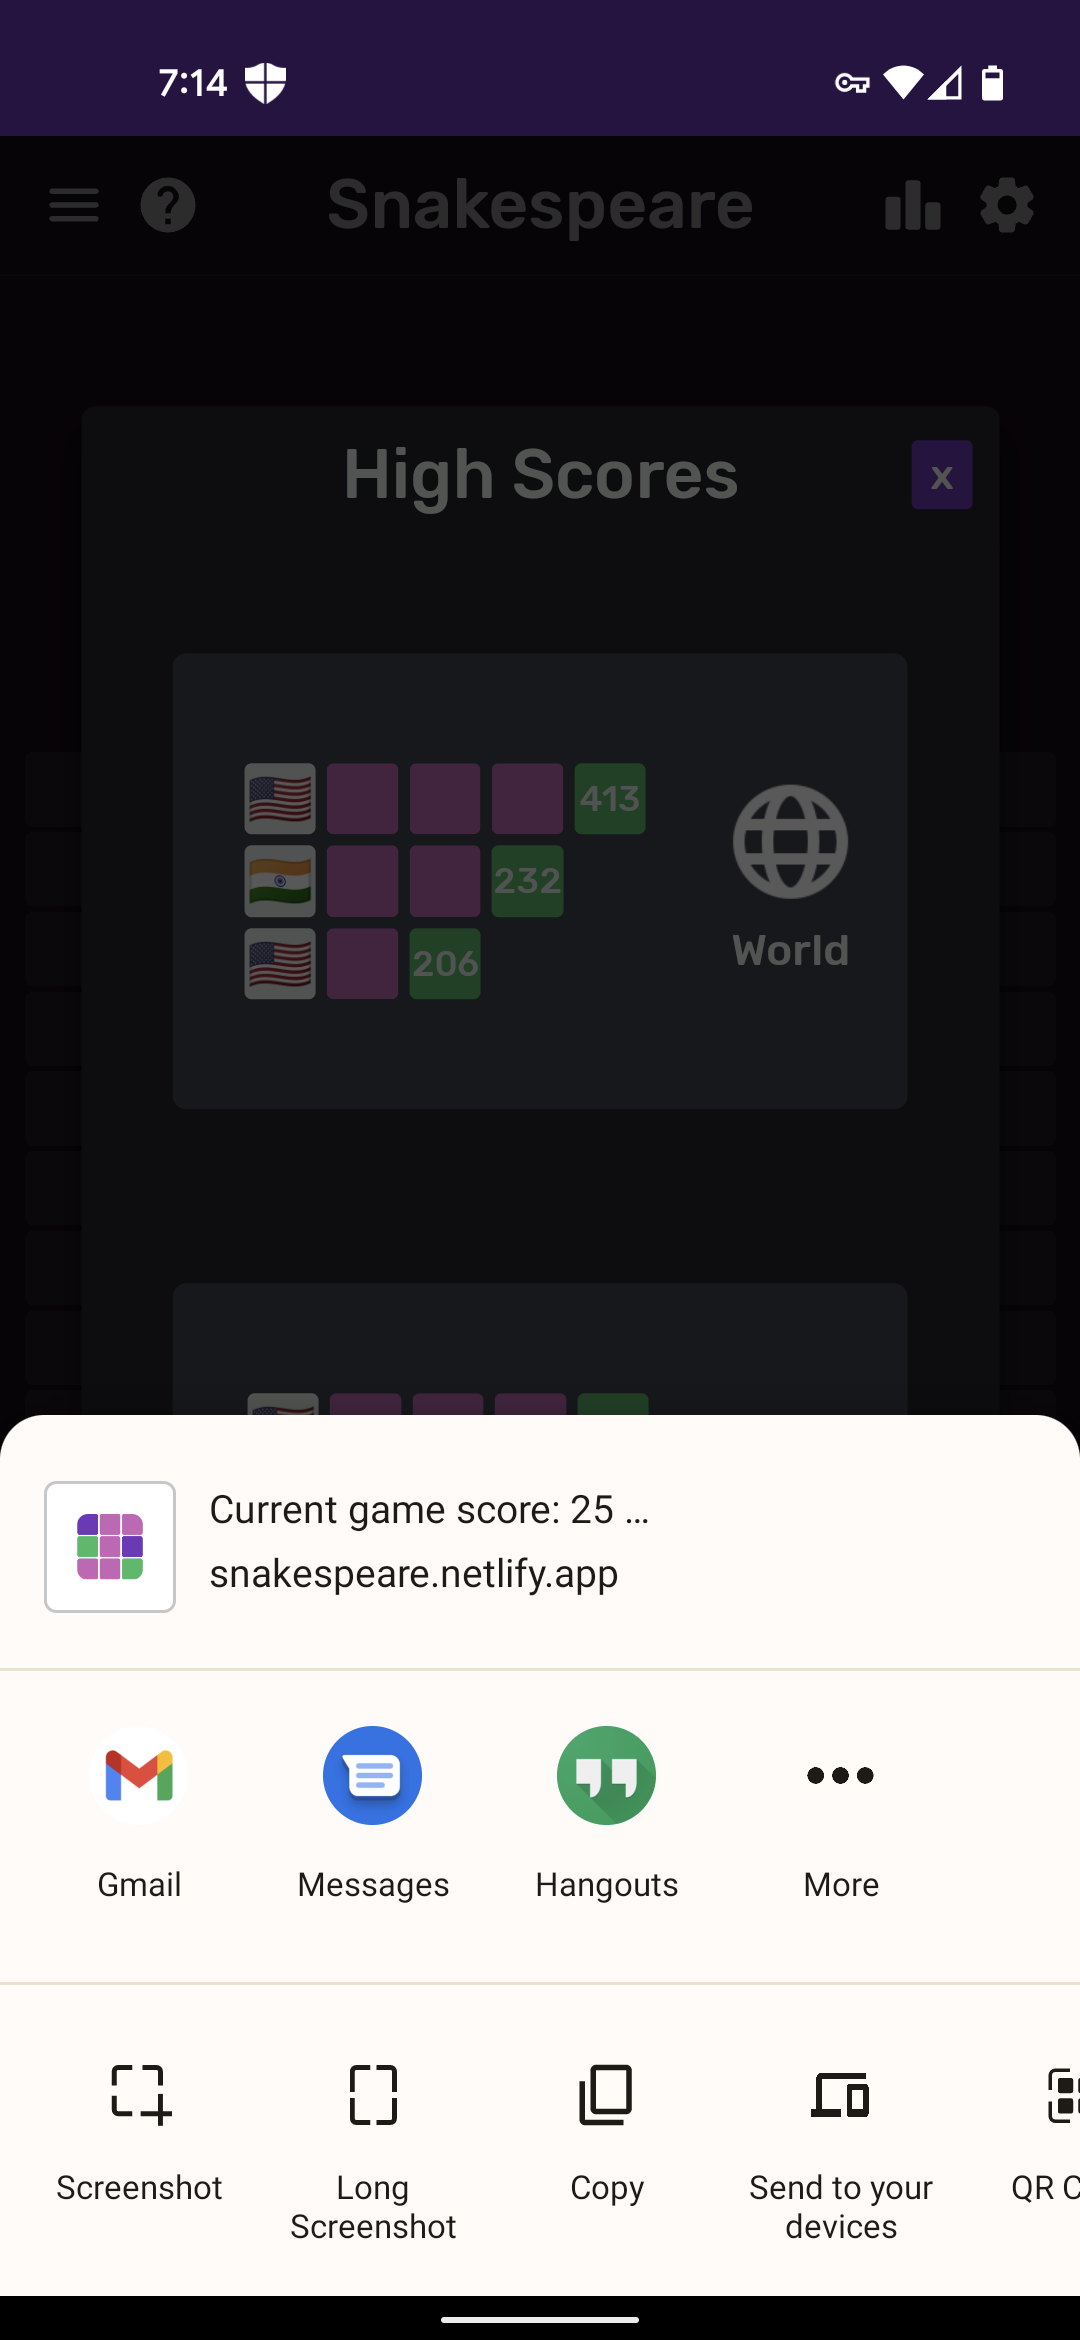 7:14
Snakespeare
High Scores
x
413
232
206
World
Current game score: 25 …
snakespeare.netlify.app
Gmail
Messages
Hangouts
More
Screenshot
Long
Screenshot
Copy
Send to your
devices
QR C